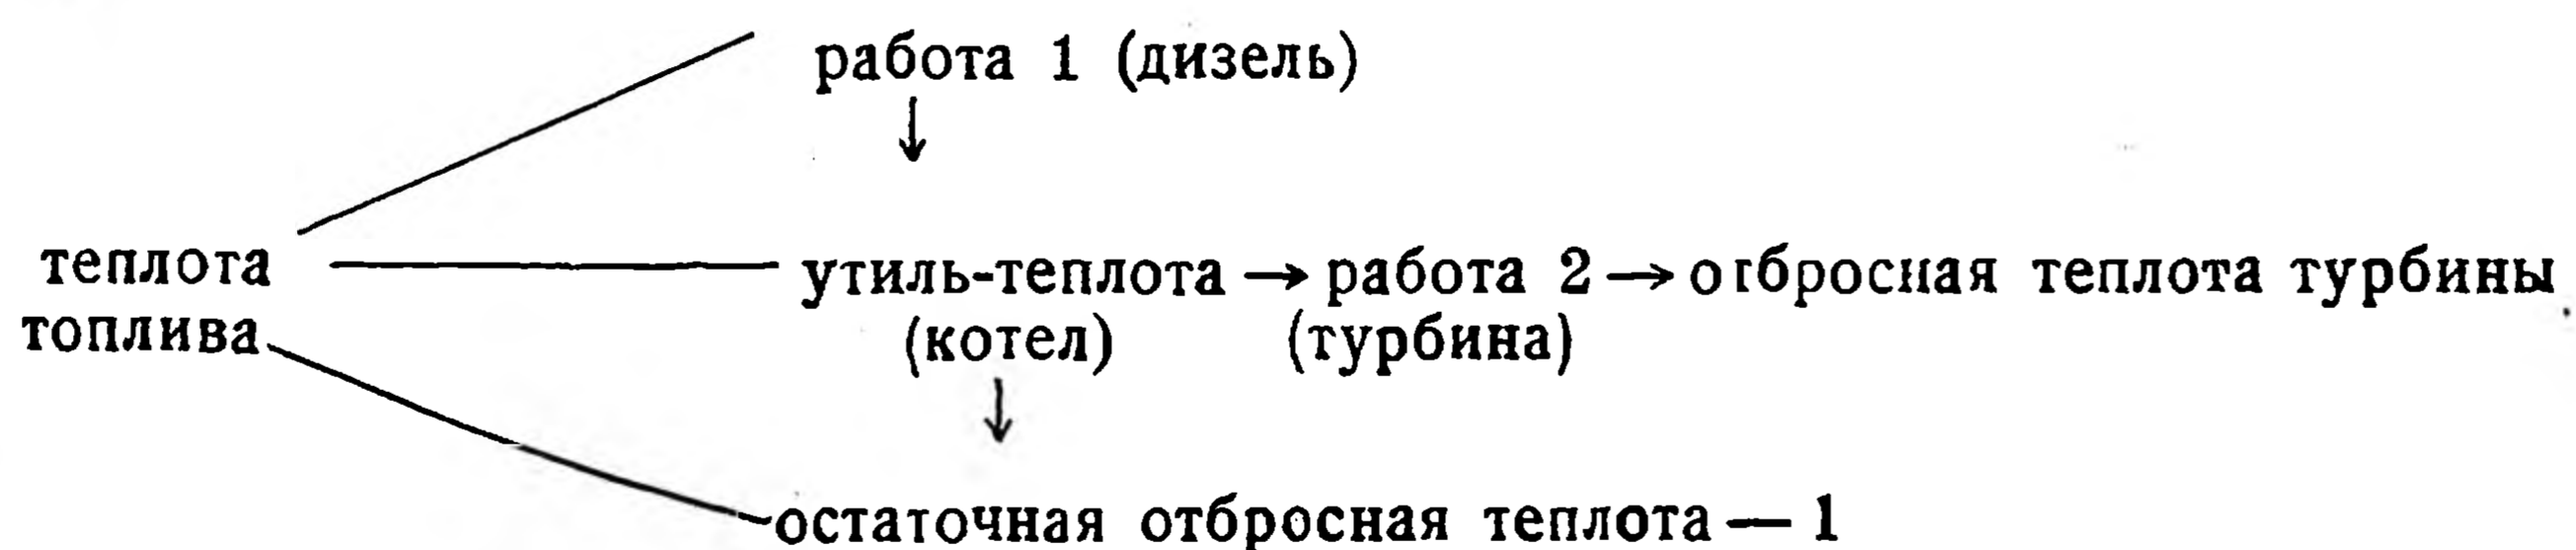 работа 1 (дизель)
↓
теплота утиль-теплота → работа 2 → отбросная теплота турбины
топлива (котел) (турбина)
↓
остаточная отбросная теплота — 1